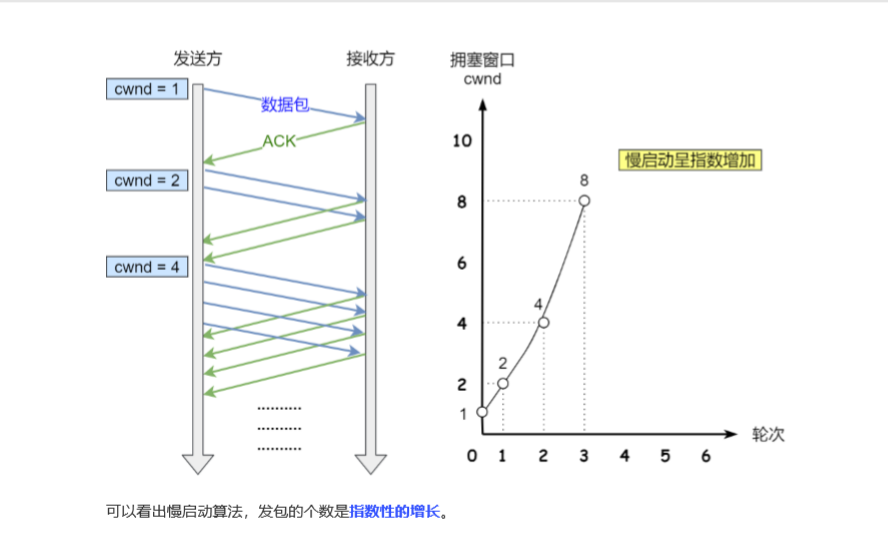 发送方
接收方
cwnd = 1
数据包
ACK
cwnd = 2
cwnd = 4
..........
..........
..........
拥塞窗口
cwnd
慢启动呈指数增加
10
8
6
4
2
1
8
4
2
0 1 2 3 4 5 6
轮次
可以看出慢启动算法，发包的个数是指数性的增长。